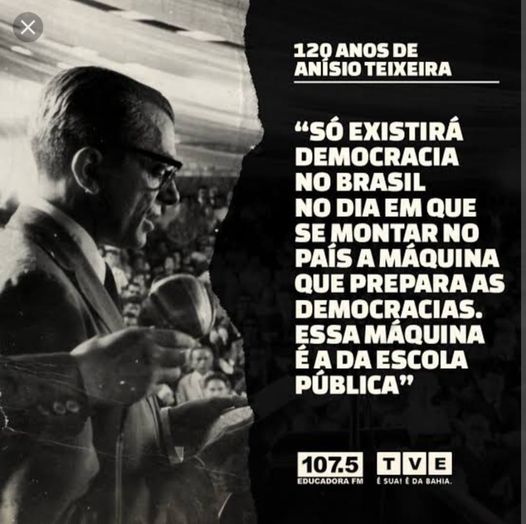 120 ANOS DE
ANÍSIO TEIXEIRA
“SÓ EXISTIRÁ
DEMOCRACIA
NO BRASIL
NO DIA EM QUE
SE MONTAR NO
PAÍS A MÁQUINA
QUE PREPARA AS
DEMOCRACIAS.
ESSA MÁQUINA
É A DA ESCOLA
PÚBLICA”
107.5
EDUCADORA FM
TVE
É SUA! É DA BAHIA.